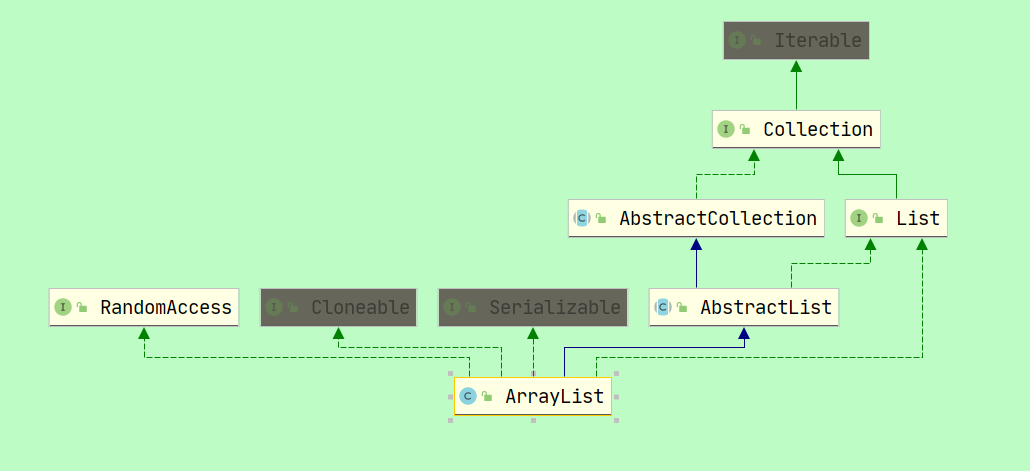 Iterable
Collection
AbstractCollection
List
RandomAccess
Cloneable
Serializable
AbstractList
ArrayList